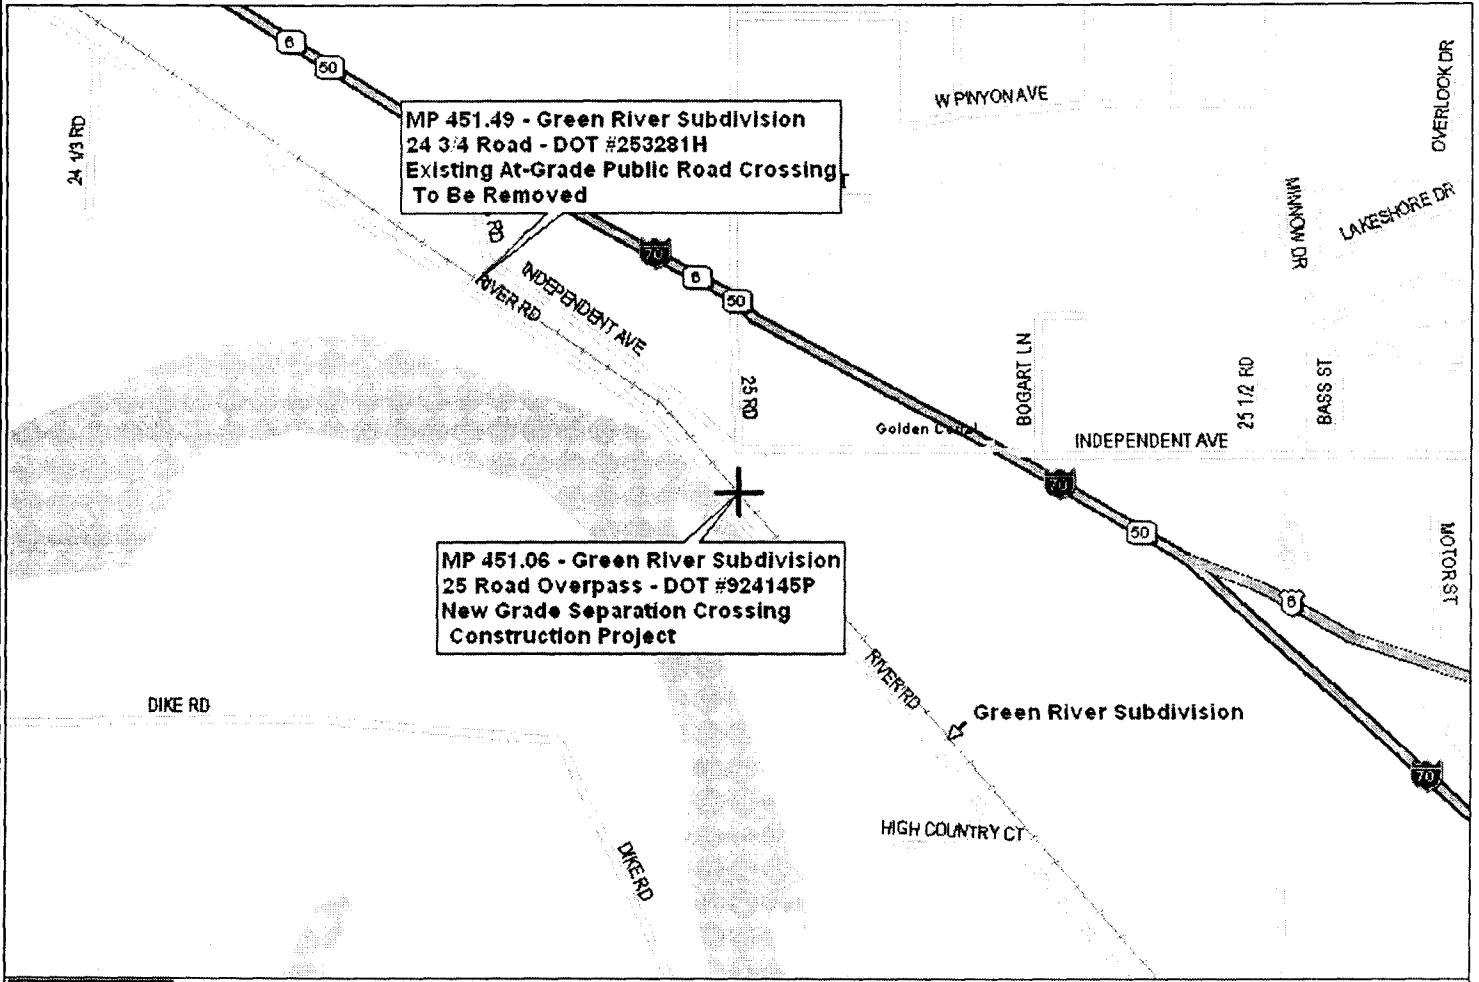 6
50
OVERLOOK DR
W PINYON AVE
MP 451.49 - Green River Subdivision
24 3/4 Road - DOT #253281H
Existing At-Grade Public Road Crossing
To Be Removed
24 1/3 RD
MINNOW DR
LAKESHORE DR
RD
70
6
50
RIVER RD
INDEPENDENT AVE
25 RD
BOGART LN
25 1/2 RD
BASS ST
Golden
INDEPENDENT AVE
70
50
MOTOR ST
MP 451.06 - Green River Subdivision
25 Road Overpass - DOT #924145P
New Grade Separation Crossing
Construction Project
6
RIVER RD
Green River Subdivision
DIKE RD
70
HIGH COUNTRY CT
DIKE RD